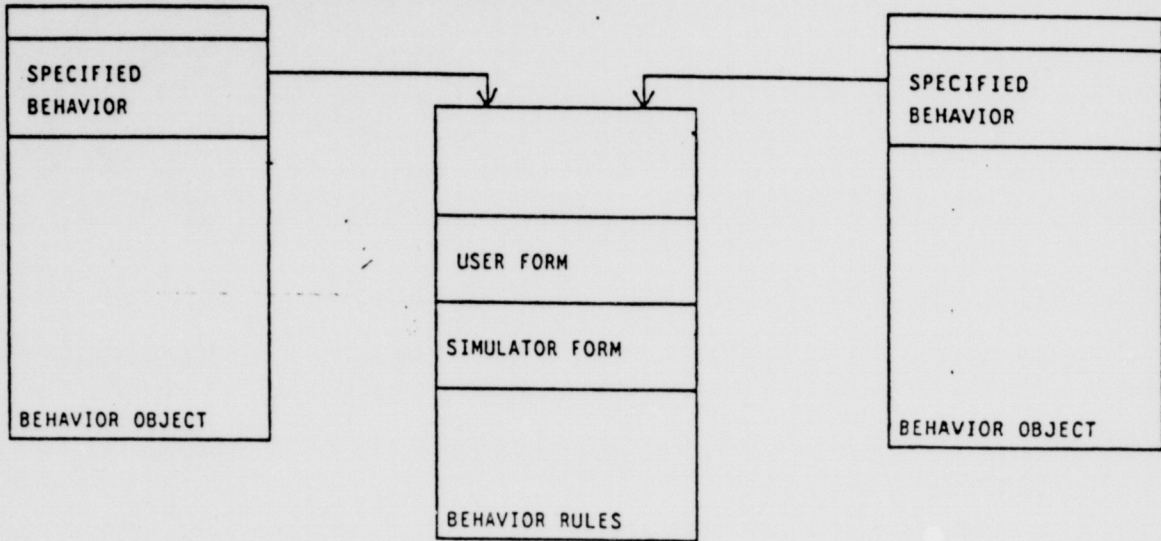 SPECIFIED
BEHAVIOR
BEHAVIOR OBJECT
USER FORM
SIMULATOR FORM
BEHAVIOR RULES
SPECIFIED
BEHAVIOR
BEHAVIOR OBJECT